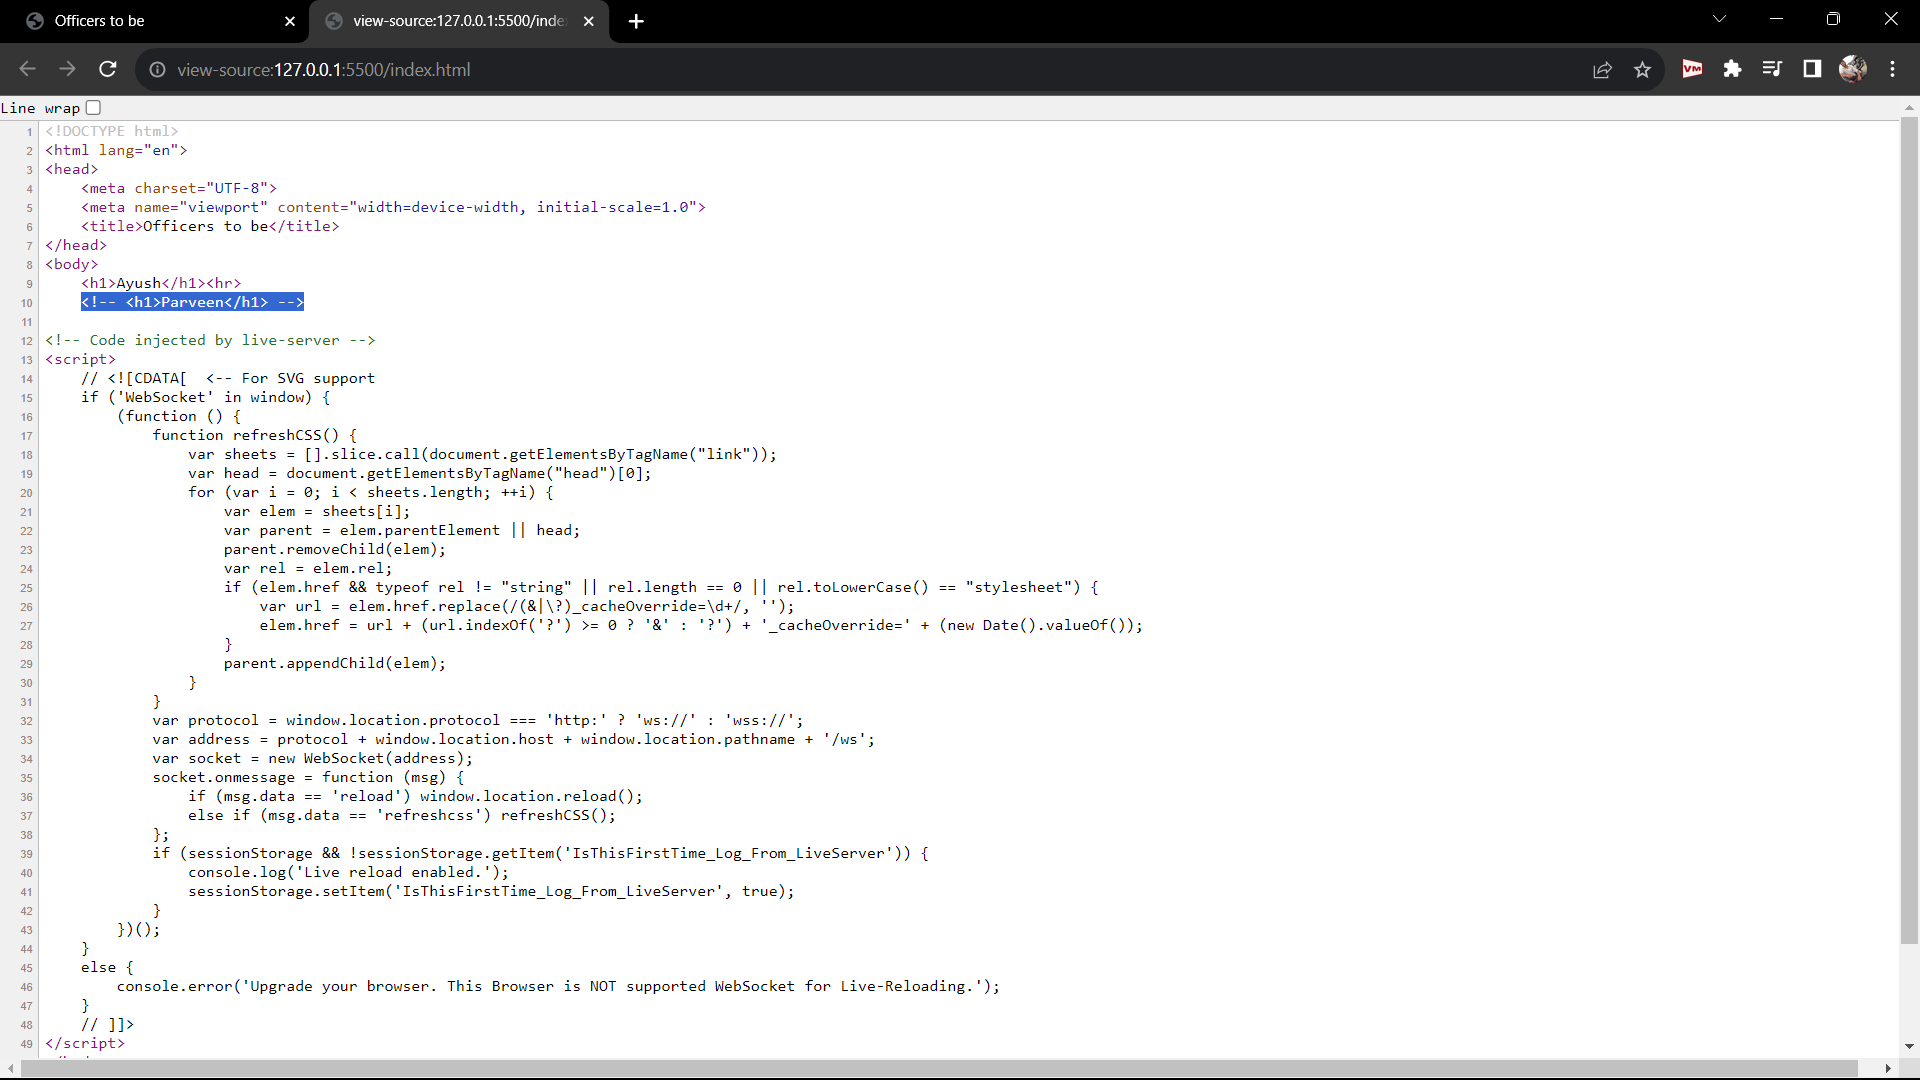 Officers to be
view-source:127.0.0.1:5500/inde
view-source:127.0.0.1:5500/index.html
VM
Line wrap
1 <!DOCTYPE html>
2 <html lang="en">
3 <head>
4     <meta charset="UTF-8">
5     <meta name="viewport" content="width=device-width, initial-scale=1.0">
6     <title>Officers to be</title>
7 </head>
8 <body>
9     <h1>Ayush</h1><hr>
10     <!-- <h1>Parveen</h1> -->
11
12 <!-- Code injected by live-server -->
13 <script>
14     // <![CDATA[  <-- For SVG support
15     if ('WebSocket' in window) {
16         (function () {
17             function refreshCSS() {
18                 var sheets = [].slice.call(document.getElementsByTagName("link"));
19                 var head = document.getElementsByTagName("head")[0];
20                 for (var i = 0; i < sheets.length; ++i) {
21                     var elem = sheets[i];
22                     var parent = elem.parentElement || head;
23                     parent.removeChild(elem);
24                     var rel = elem.rel;
25                     if (elem.href && typeof rel != "string" || rel.length == 0 || rel.toLowerCase() == "stylesheet") {
26                         var url = elem.href.replace(/(&|\?)_cacheOverride=\d+/, '');
27                         elem.href = url + (url.indexOf('?') >= 0 ? '&' : '?') + '_cacheOverride=' + (new Date().valueOf());
28                     }
29                     parent.appendChild(elem);
30                 }
31             }
32             var protocol = window.location.protocol === 'http:' ? 'ws://' : 'wss://';
33             var address = protocol + window.location.host + window.location.pathname + '/ws';
34             var socket = new WebSocket(address);
35             socket.onmessage = function (msg) {
36                 if (msg.data == 'reload') window.location.reload();
37                 else if (msg.data == 'refreshcss') refreshCSS();
38             };
39             if (sessionStorage && !sessionStorage.getItem('IsThisFirstTime_Log_From_LiveServer')) {
40                 console.log('Live reload enabled.');
41                 sessionStorage.setItem('IsThisFirstTime_Log_From_LiveServer', true);
42             }
43         })();
44     }
45     else {
46         console.error('Upgrade your browser. This Browser is NOT supported WebSocket for Live-Reloading.');
47     }
48     // ]]>
49 </script>